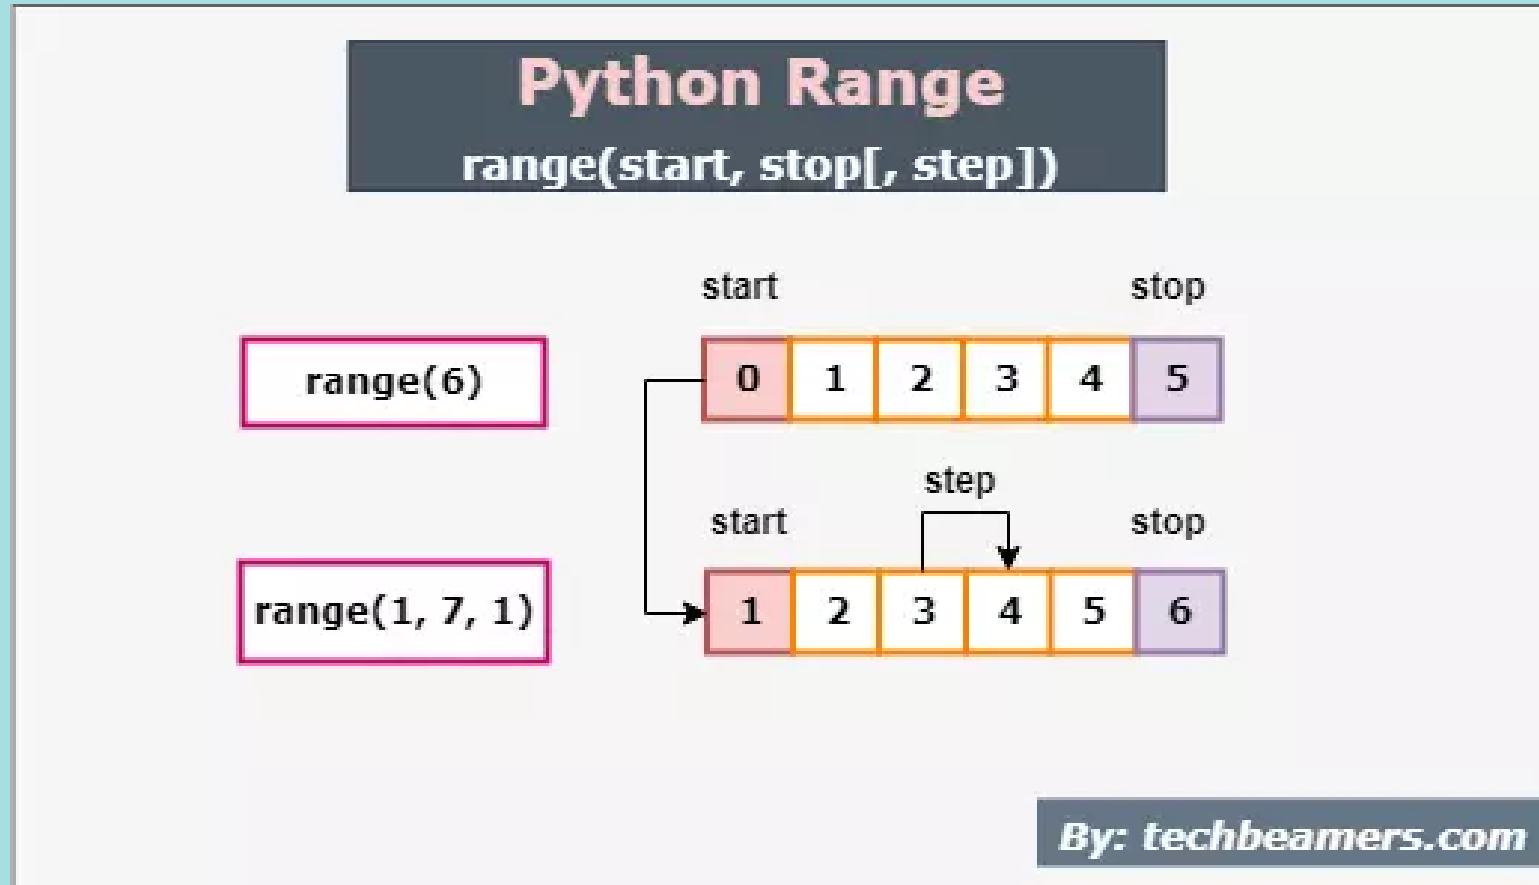 Python Range
range(start, stop[, step])
start stop
range(6) 0 1 2 3 4 5
step
start stop
range(1, 7, 1) 1 2 3 4 5 6
By: techbeamers.com